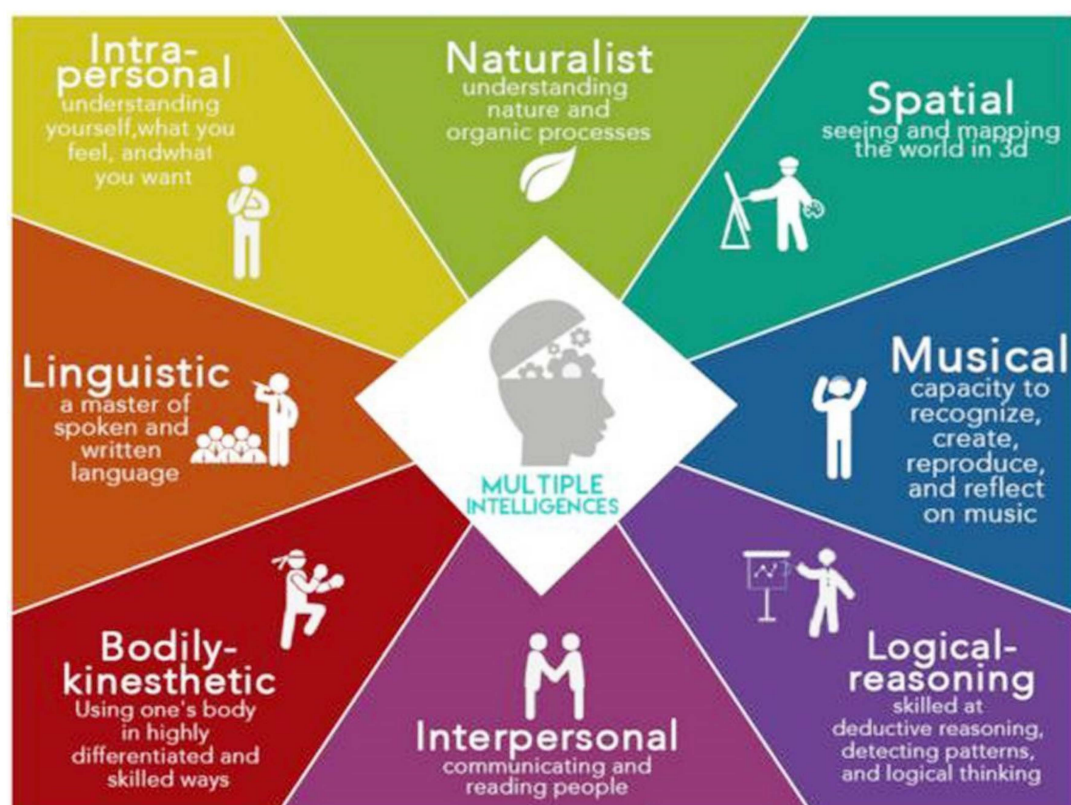 Intra-
personal
understanding
yourself,what you
feel, andwhat
you want
Naturalist
understanding
nature and
organic processes
Spatial
seeing and mapping
the world in 3d
Linguistic
a master of
spoken and
written
language
MULTIPLE
INTELLIGENCES
Musical
capacity to
recognize,
create,
reproduce,
and reflect
on music
Bodily-
kinesthetic
Using one's body
in highly
differentiated and
skilled ways
Interpersonal
communicating and
reading people
Logical-
reasoning
skilled at
deductive reasoning,
detecting patterns,
and logical thinking